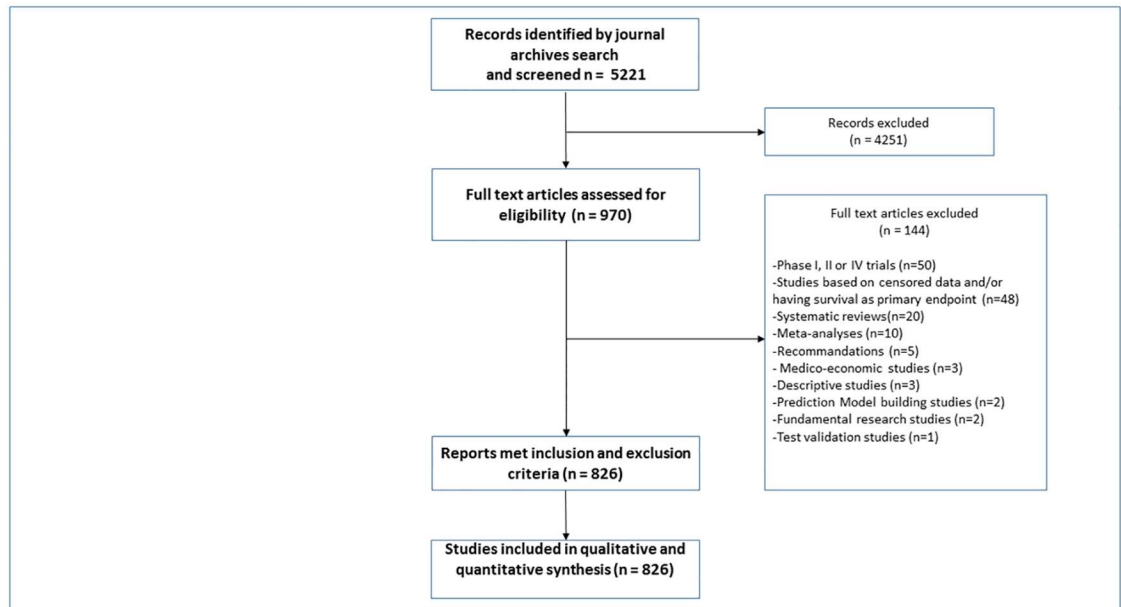 Records identified by journal
archives search
and screened n =  5221
Records excluded
(n = 4251)
Full text articles assessed for
eligibility (n = 970)
Full text articles excluded
(n = 144)
-Phase I, II or IV trials (n=50)
-Studies based on censored data and/or
having survival as primary endpoint (n=48)
-Systematic reviews(n=20)
-Meta-analyses (n=10)
-Recommandations (n=5)
- Medico-economic studies (n=3)
-Descriptive studies (n=3)
-Prediction Model building studies (n=2)
-Fundamental research studies (n=2)
-Test validation studies (n=1)
Reports met inclusion and exclusion
criteria (n = 826)
Studies included in qualitative and
quantitative synthesis (n = 826)